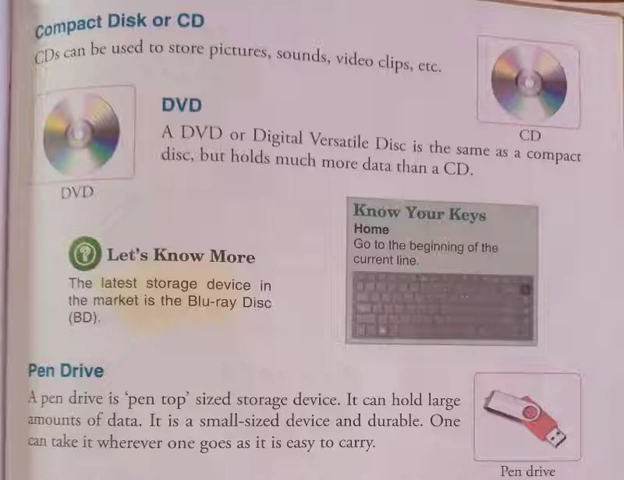 Compact Disk or CD
CDs can be used to store pictures, sounds, video clips, etc.
CD
DVD
A DVD or Digital Versatile Disc is the same as a compact
disc, but holds much more data than a CD.
DVD
Know Your Keys
Home
Go to the beginning of the
current line.
Let's Know More
The latest storage device in
the market is the Blu-ray Disc
(BD).
Pen Drive
A pen drive is 'pen top' sized storage device. It can hold large
amounts of data. It is a small-sized device and durable. One
can take it wherever one goes as it is easy to carry.
Pen drive